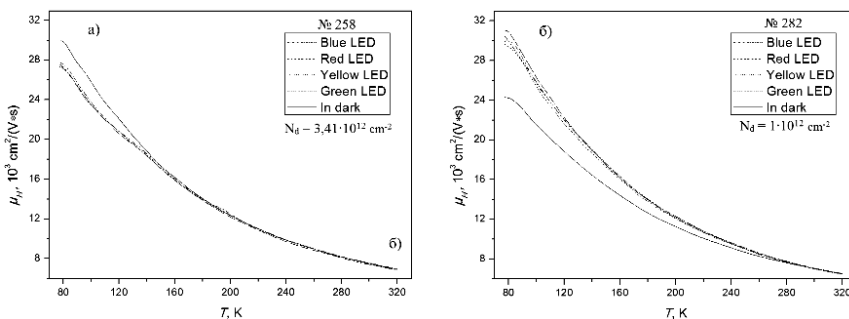 а)
№ 258
Blue LED
Red LED
Yellow LED
Green LED
In dark
N_d – 3,41·10^12 cm-2
б)
μ_H, 10^3 cm^2/(V*s)
32
28
24
20
16
12
8
80 120 160 200 240 280 320
T, K
б)
№ 282
Blue LED
Red LED
Yellow LED
Green LED
In dark
N_d = 1·10^12 cm-2
μ_H, 10^3 cm^2/(V*s)
32
28
24
20
16
12
8
80 120 160 200 240 280 320
T, K